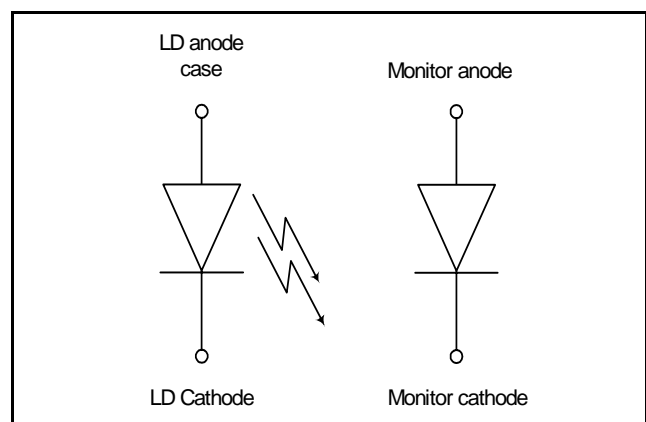 LD anode
case
Monitor anode
LD Cathode
Monitor cathode